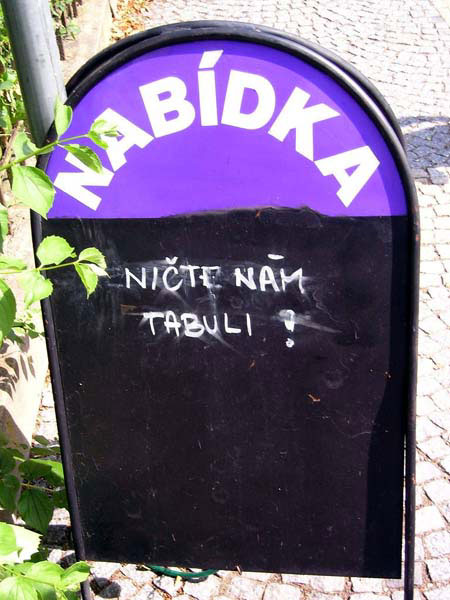 NABÍDKA
NIČTE NÁM
TABULI !